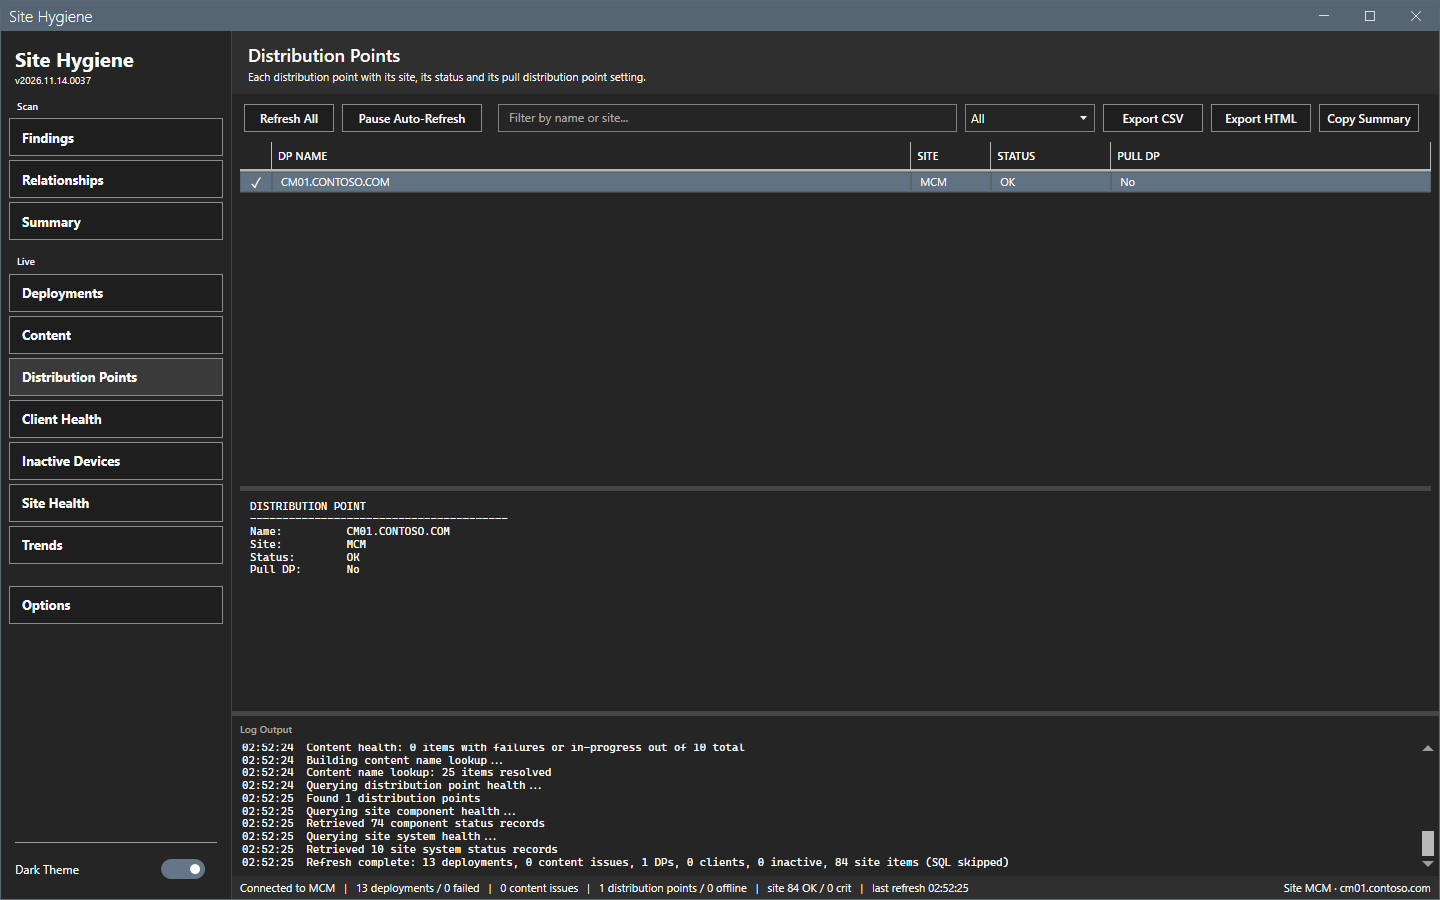 Site Hygiene
Site Hygiene
v2026.11.14.0037
Scan
Findings
Relationships
Summary
Live
Deployments
Content
Distribution Points
Client Health
Inactive Devices
Site Health
Trends
Options
Dark Theme
Distribution Points
Each distribution point with its site, its status and its pull distribution point setting.
Refresh All Pause Auto-Refresh Filter by name or site... All Export CSV Export HTML Copy Summary
DP NAME SITE STATUS PULL DP
✓ CM01.CONTOSO.COM MCM OK No
DISTRIBUTION POINT
----------------------------------------
Name: CM01.CONTOSO.COM
Site: MCM
Status: OK
Pull DP: No
Log Output
02:52:24 Content health: 0 items with failures or in-progress out of 10 total
02:52:24 Building content name lookup...
02:52:24 Content name lookup: 25 items resolved
02:52:24 Querying distribution point health...
02:52:25 Found 1 distribution points
02:52:25 Querying site component health...
02:52:25 Retrieved 74 component status records
02:52:25 Querying site system health...
02:52:25 Retrieved 10 site system status records
02:52:25 Refresh complete: 13 deployments, 0 content issues, 1 DPs, 0 clients, 0 inactive, 84 site items (SQL skipped)
Connected to MCM | 13 deployments / 0 failed | 0 content issues | 1 distribution points / 0 offline | site 84 OK / 0 crit | last refresh 02:52:25 Site MCM · cm01.contoso.com